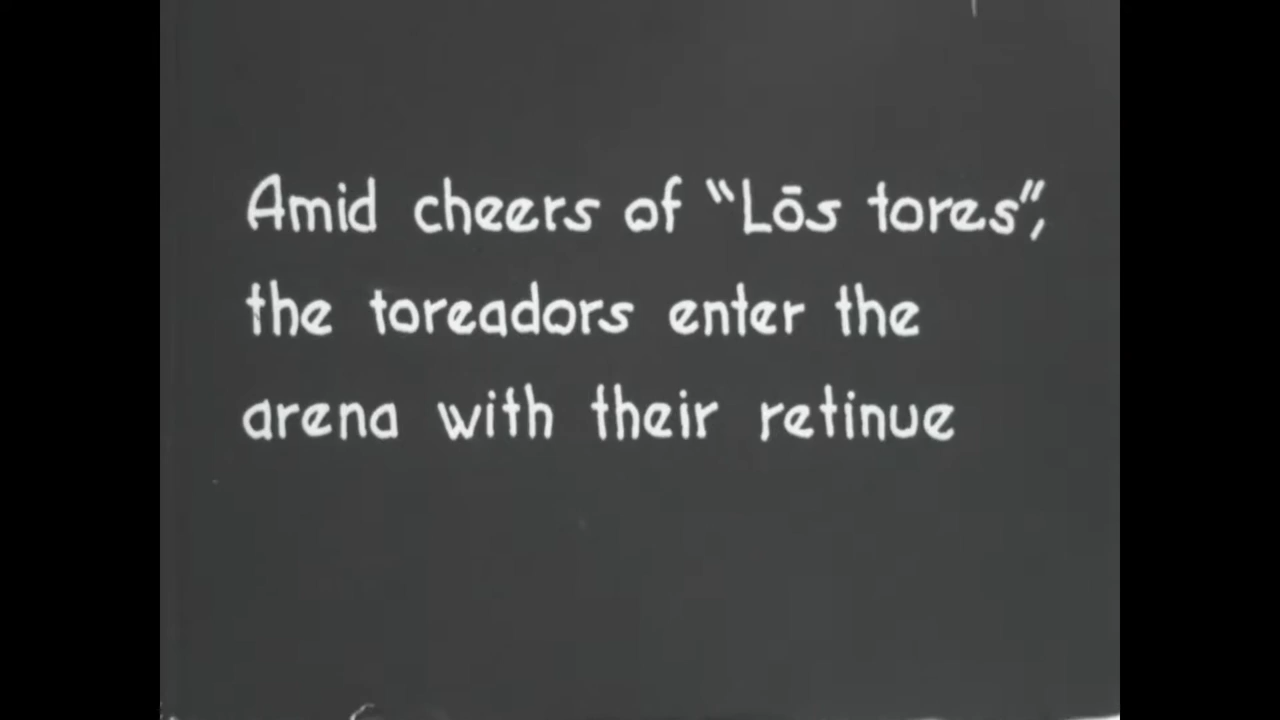 Amid cheers of "Lōs tores",
the toreadors enter the
arena with their retinue